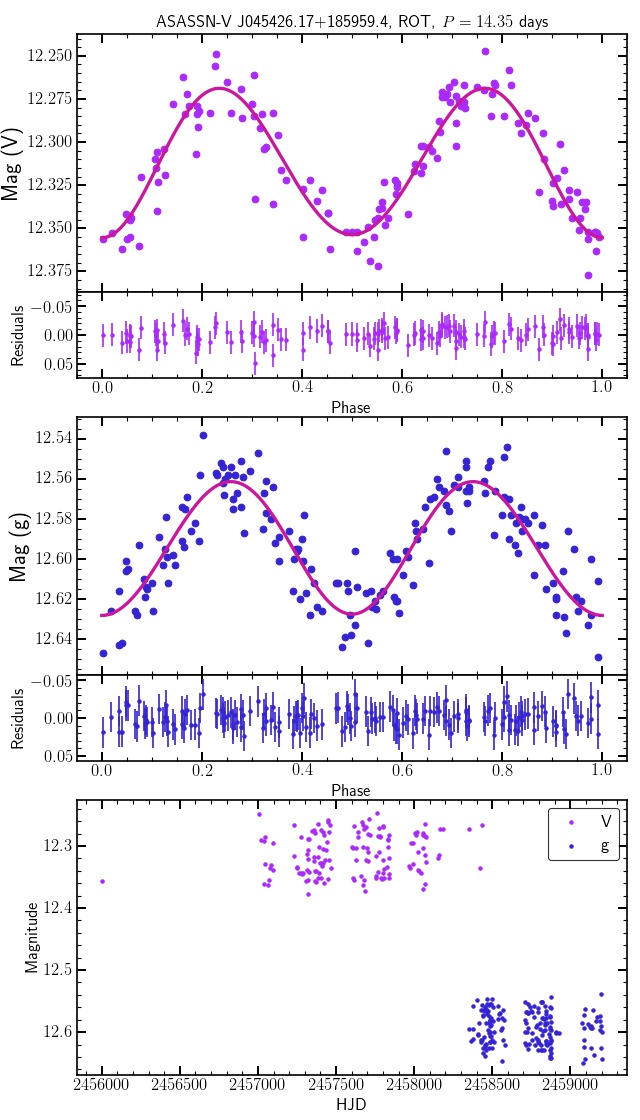 ASASSN-V J045426.17+185959.4, ROT, P = 14.35 days
12.250
12.275
12.300
12.325
12.350
12.375
Mag (V)
−0.05
0.00
0.05
Residuals
0.0 0.2 0.4 0.6 0.8 1.0
Phase
12.54
12.56
12.58
12.60
12.62
12.64
Mag (g)
−0.05
0.00
0.05
Residuals
0.0 0.2 0.4 0.6 0.8 1.0
Phase
V
g
12.3
12.4
12.5
12.6
Magnitude
2456000 2456500 2457000 2457500 2458000 2458500 2459000
HJD